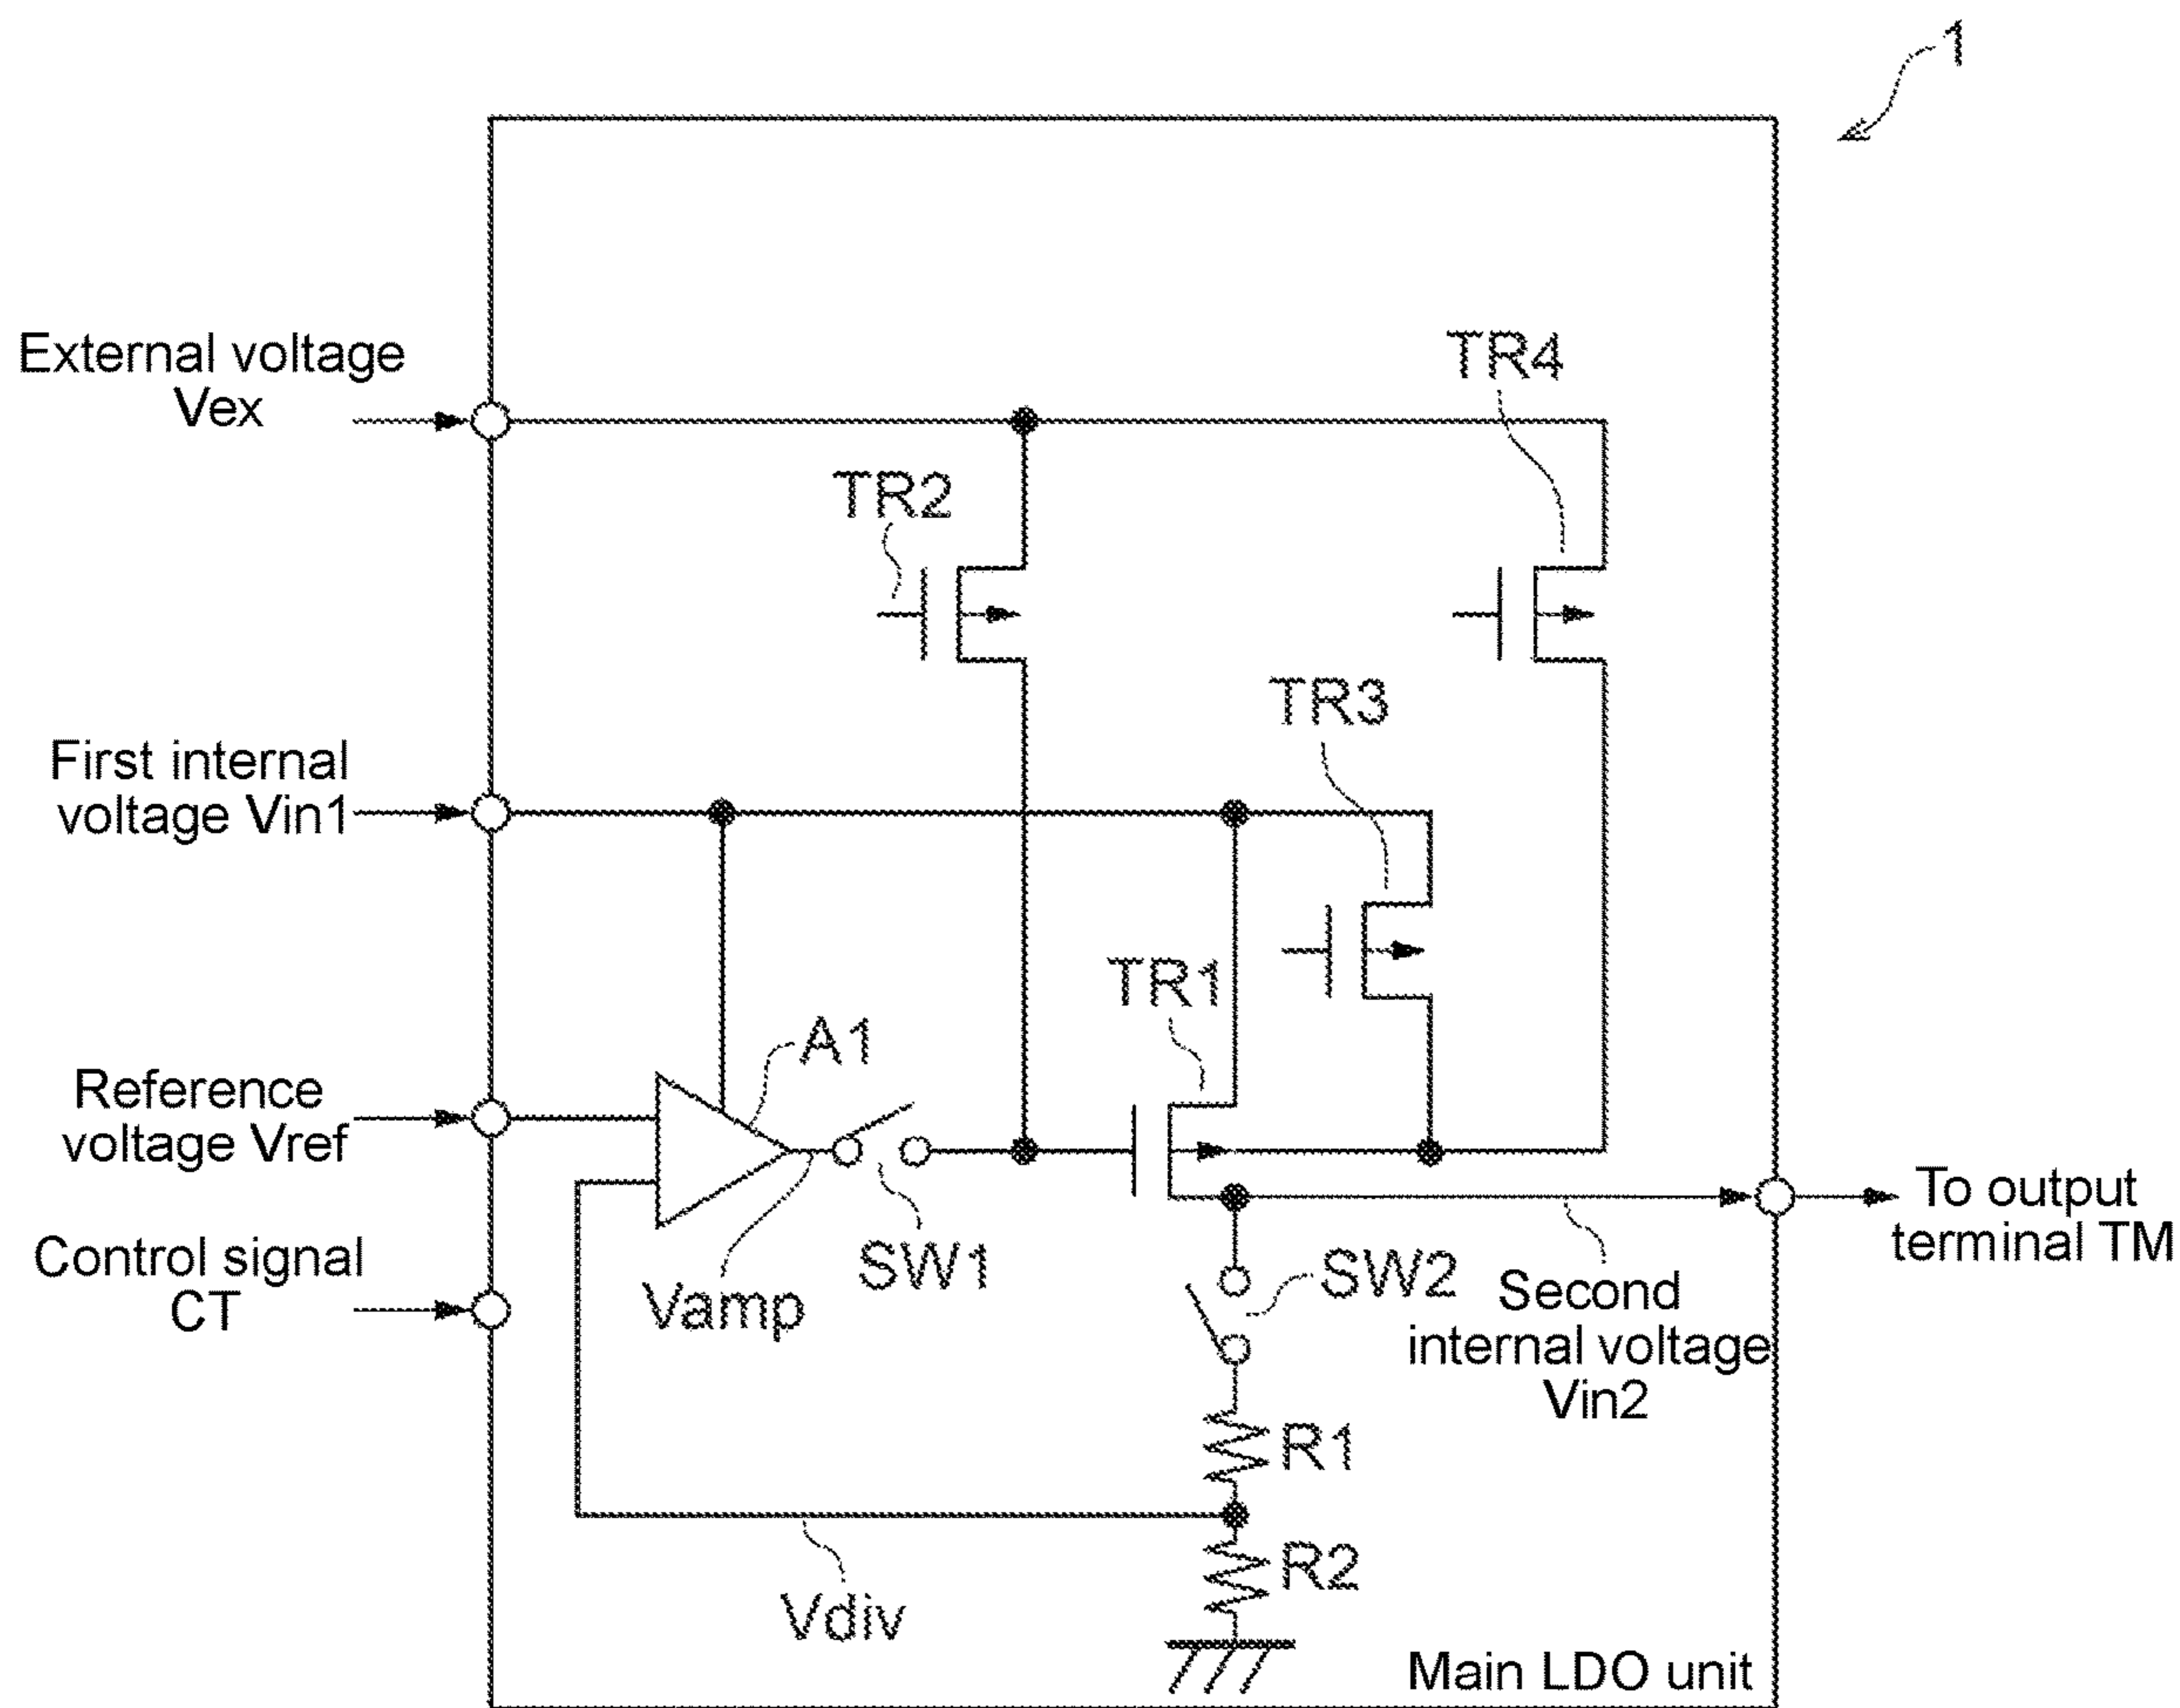 1
External voltage
Vex
TR4
TR2
TR3
First internal
voltage Vin1
TR1
A1
Reference
voltage Vref
To output
terminal TM
Control signal
CT
SW1
SW2
Vamp
Second
internal voltage
Vin2
R1
R2
Vdiv
Main LDO unit